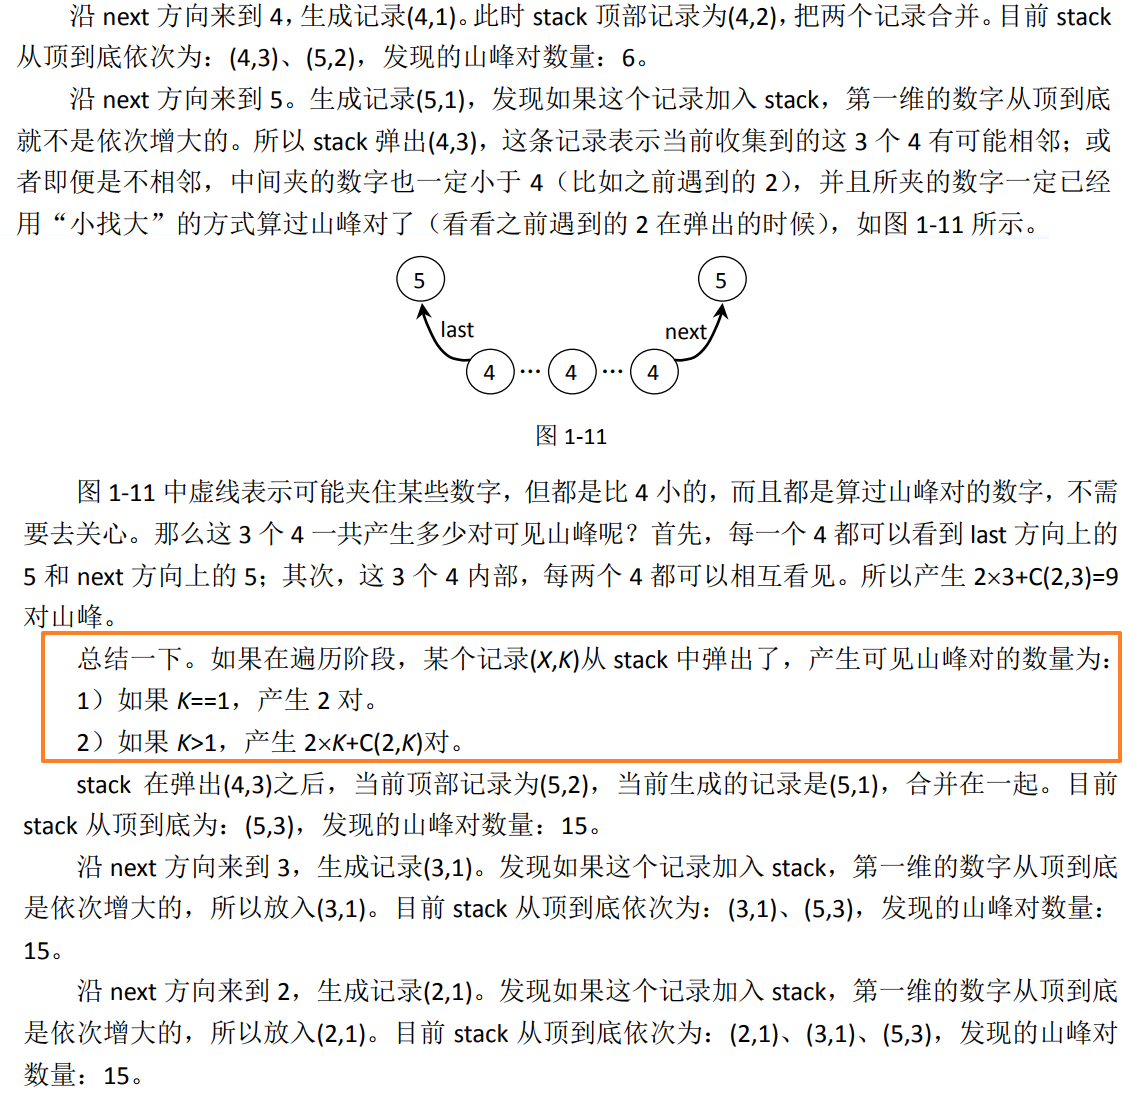 沿 next 方向来到 4，生成记录(4,1)。此时 stack 顶部记录为(4,2)，把两个记录合并。目前 stack
从顶到底依次为：(4,3)、(5,2)，发现的山峰对数量：6。
沿 next 方向来到 5。生成记录(5,1)，发现如果这个记录加入 stack，第一维的数字从顶到底
就不是依次增大的。所以 stack 弹出(4,3)，这条记录表示当前收集到的这 3 个 4 有可能相邻；或
者即便是不相邻，中间夹的数字也一定小于 4（比如之前遇到的 2），并且所夹的数字一定已经
用“小找大”的方式算过山峰对了（看看之前遇到的 2 在弹出的时候），如图 1-11 所示。
5 5
last next
4 … 4 … 4
图 1-11
图 1-11 中虚线表示可能夹住某些数字，但都是比 4 小的，而且都是算过山峰对的数字，不需
要去关心。那么这 3 个 4 一共产生多少对可见山峰呢？首先，每一个 4 都可以看到 last 方向上的
5 和 next 方向上的 5；其次，这 3 个 4 内部，每两个 4 都可以相互看见。所以产生 2×3+C(2,3)=9
对山峰。
总结一下。如果在遍历阶段，某个记录(X,K)从 stack 中弹出了，产生可见山峰对的数量为：
1）如果 K==1，产生 2 对。
2）如果 K>1，产生 2×K+C(2,K)对。
stack 在弹出(4,3)之后，当前顶部记录为(5,2)，当前生成的记录是(5,1)，合并在一起。目前
stack 从顶到底为：(5,3)，发现的山峰对数量：15。
沿 next 方向来到 3，生成记录(3,1)。发现如果这个记录加入 stack，第一维的数字从顶到底
是依次增大的，所以放入(3,1)。目前 stack 从顶到底依次为：(3,1)、(5,3)，发现的山峰对数量：
15。
沿 next 方向来到 2，生成记录(2,1)。发现如果这个记录加入 stack，第一维的数字从顶到底
是依次增大的，所以放入(2,1)。目前 stack 从顶到底依次为：(2,1)、(3,1)、(5,3)，发现的山峰对
数量：15。